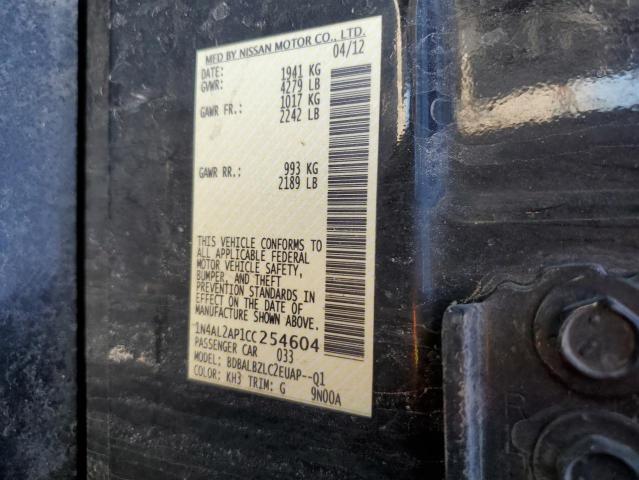 MFD BY NISSAN MOTOR CO., LTD.
04/12
DATE:
GVWR: 1941 KG
4279 LB
GAWR FR.: 1017 KG
2242 LB
GAWR RR.: 993 KG
2189 LB
THIS VEHICLE CONFORMS TO
ALL APPLICABLE FEDERAL
MOTOR VEHICLE SAFETY,
BUMPER, AND THEFT
PREVENTION STANDARDS IN
EFFECT ON THE DATE OF
MANUFACTURE SHOWN ABOVE.
1N4AL2AP1CC254604
PASSENGER CAR 033
MODEL: BDBALBZLC2EUAP--Q1
COLOR: KH3 TRIM: G 9N00A